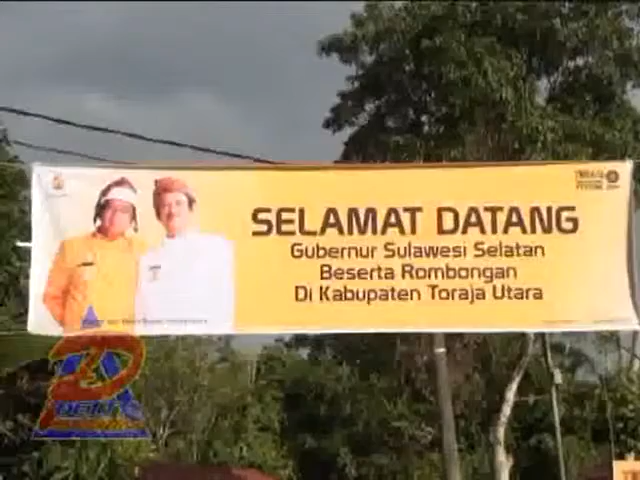 SELAMAT DATANG
Gubernur Sulawesi Selatan
Beserta Rombongan
Di Kabupaten Toraja Utara